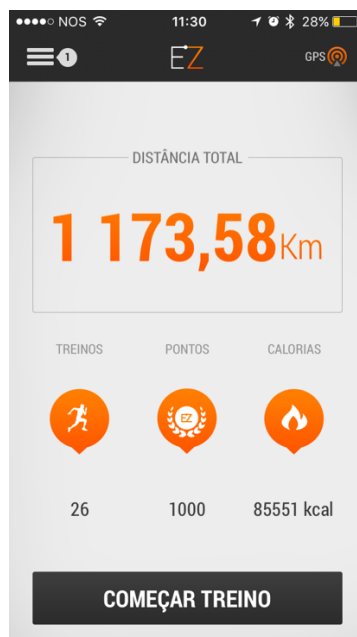 NOS 11:30 28%
1 EZ GPS
DISTÂNCIA TOTAL
1 173,58Km
TREINOS PONTOS CALORIAS
EZ
26 1000 85551 kcal
COMEÇAR TREINO